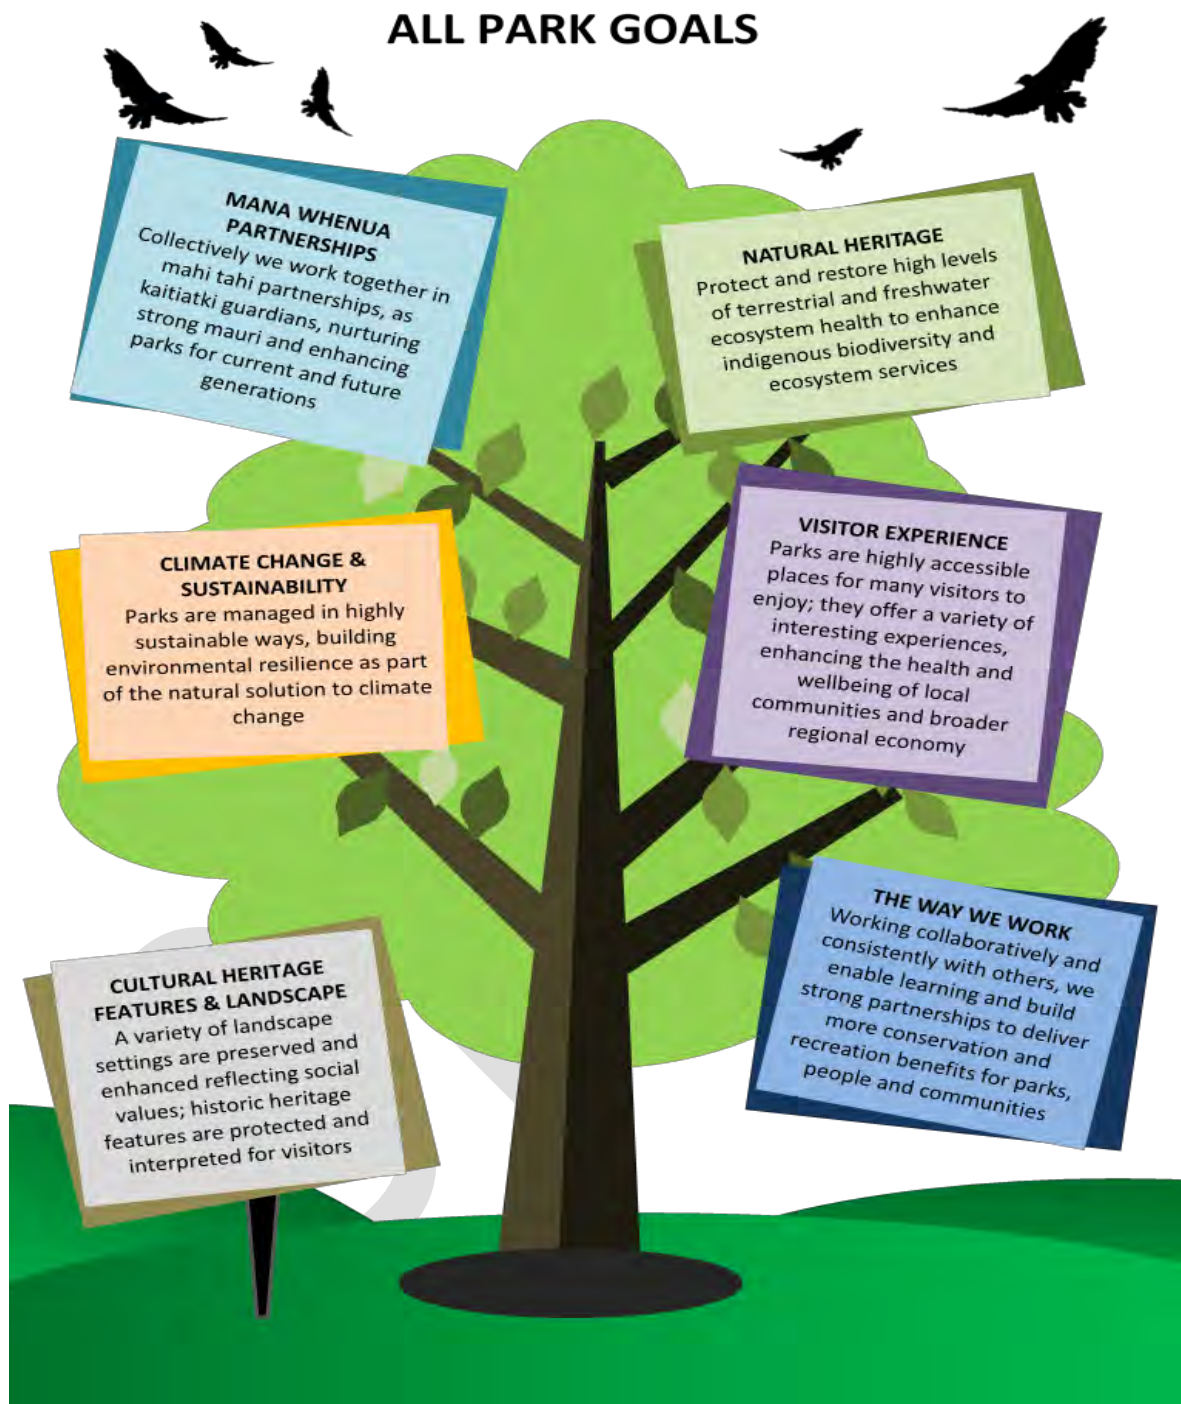 ALL PARK GOALS
MANA WHENUA
PARTNERSHIPS
Collectively we work together in
mahi tahi partnerships, as
kaitiatki guardians, nurturing
strong mauri and enhancing
parks for current and future
generations
NATURAL HERITAGE
Protect and restore high levels
of terrestrial and freshwater
ecosystem health to enhance
indigenous biodiversity and
ecosystem services
CLIMATE CHANGE &
SUSTAINABILITY
Parks are managed in highly
sustainable ways, building
environmental resilience as part
of the natural solution to climate
change
VISITOR EXPERIENCE
Parks are highly accessible
places for many visitors to
enjoy; they offer a variety of
interesting experiences,
enhancing the health and
wellbeing of local
communities and broader
regional economy
CULTURAL HERITAGE
FEATURES & LANDSCAPE
A variety of landscape
settings are preserved and
enhanced reflecting social
values; historic heritage
features are protected and
interpreted for visitors
THE WAY WE WORK
Working collaboratively and
consistently with others, we
enable learning and build
strong partnerships to deliver
more conservation and
recreation benefits for parks,
people and communities